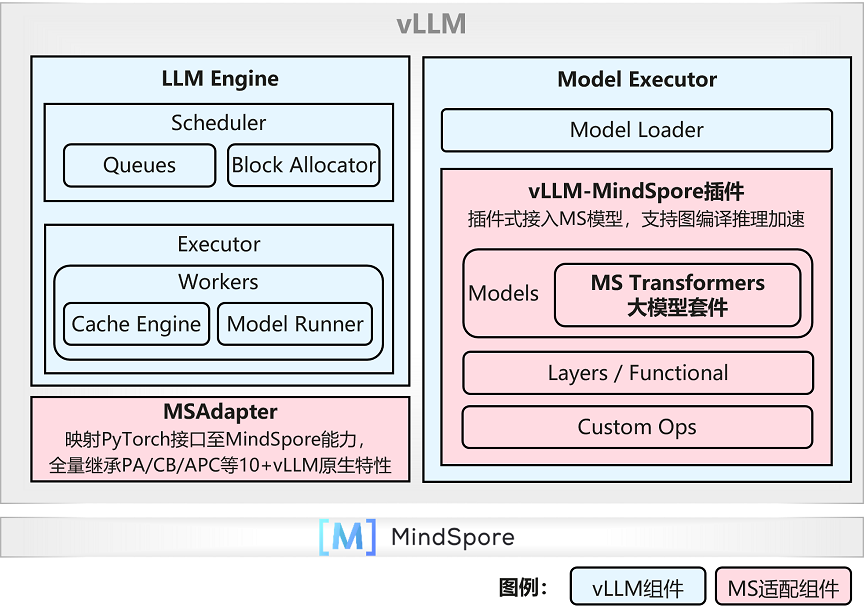 vLLM
LLM Engine
Scheduler
Queues
Block Allocator
Executor
Workers
Cache Engine
Model Runner
MSAdapter
映射PyTorch接口至MindSpore能力，
全量继承PA/CB/APC等10+vLLM原生特性
Model Executor
Model Loader
vLLM-MindSpore插件
插件式接入MS模型，支持图编译推理加速
Models
MS Transformers
大模型套件
Layers / Functional
Custom Ops
[M] MindSpore
图例：
vLLM组件
MS适配组件